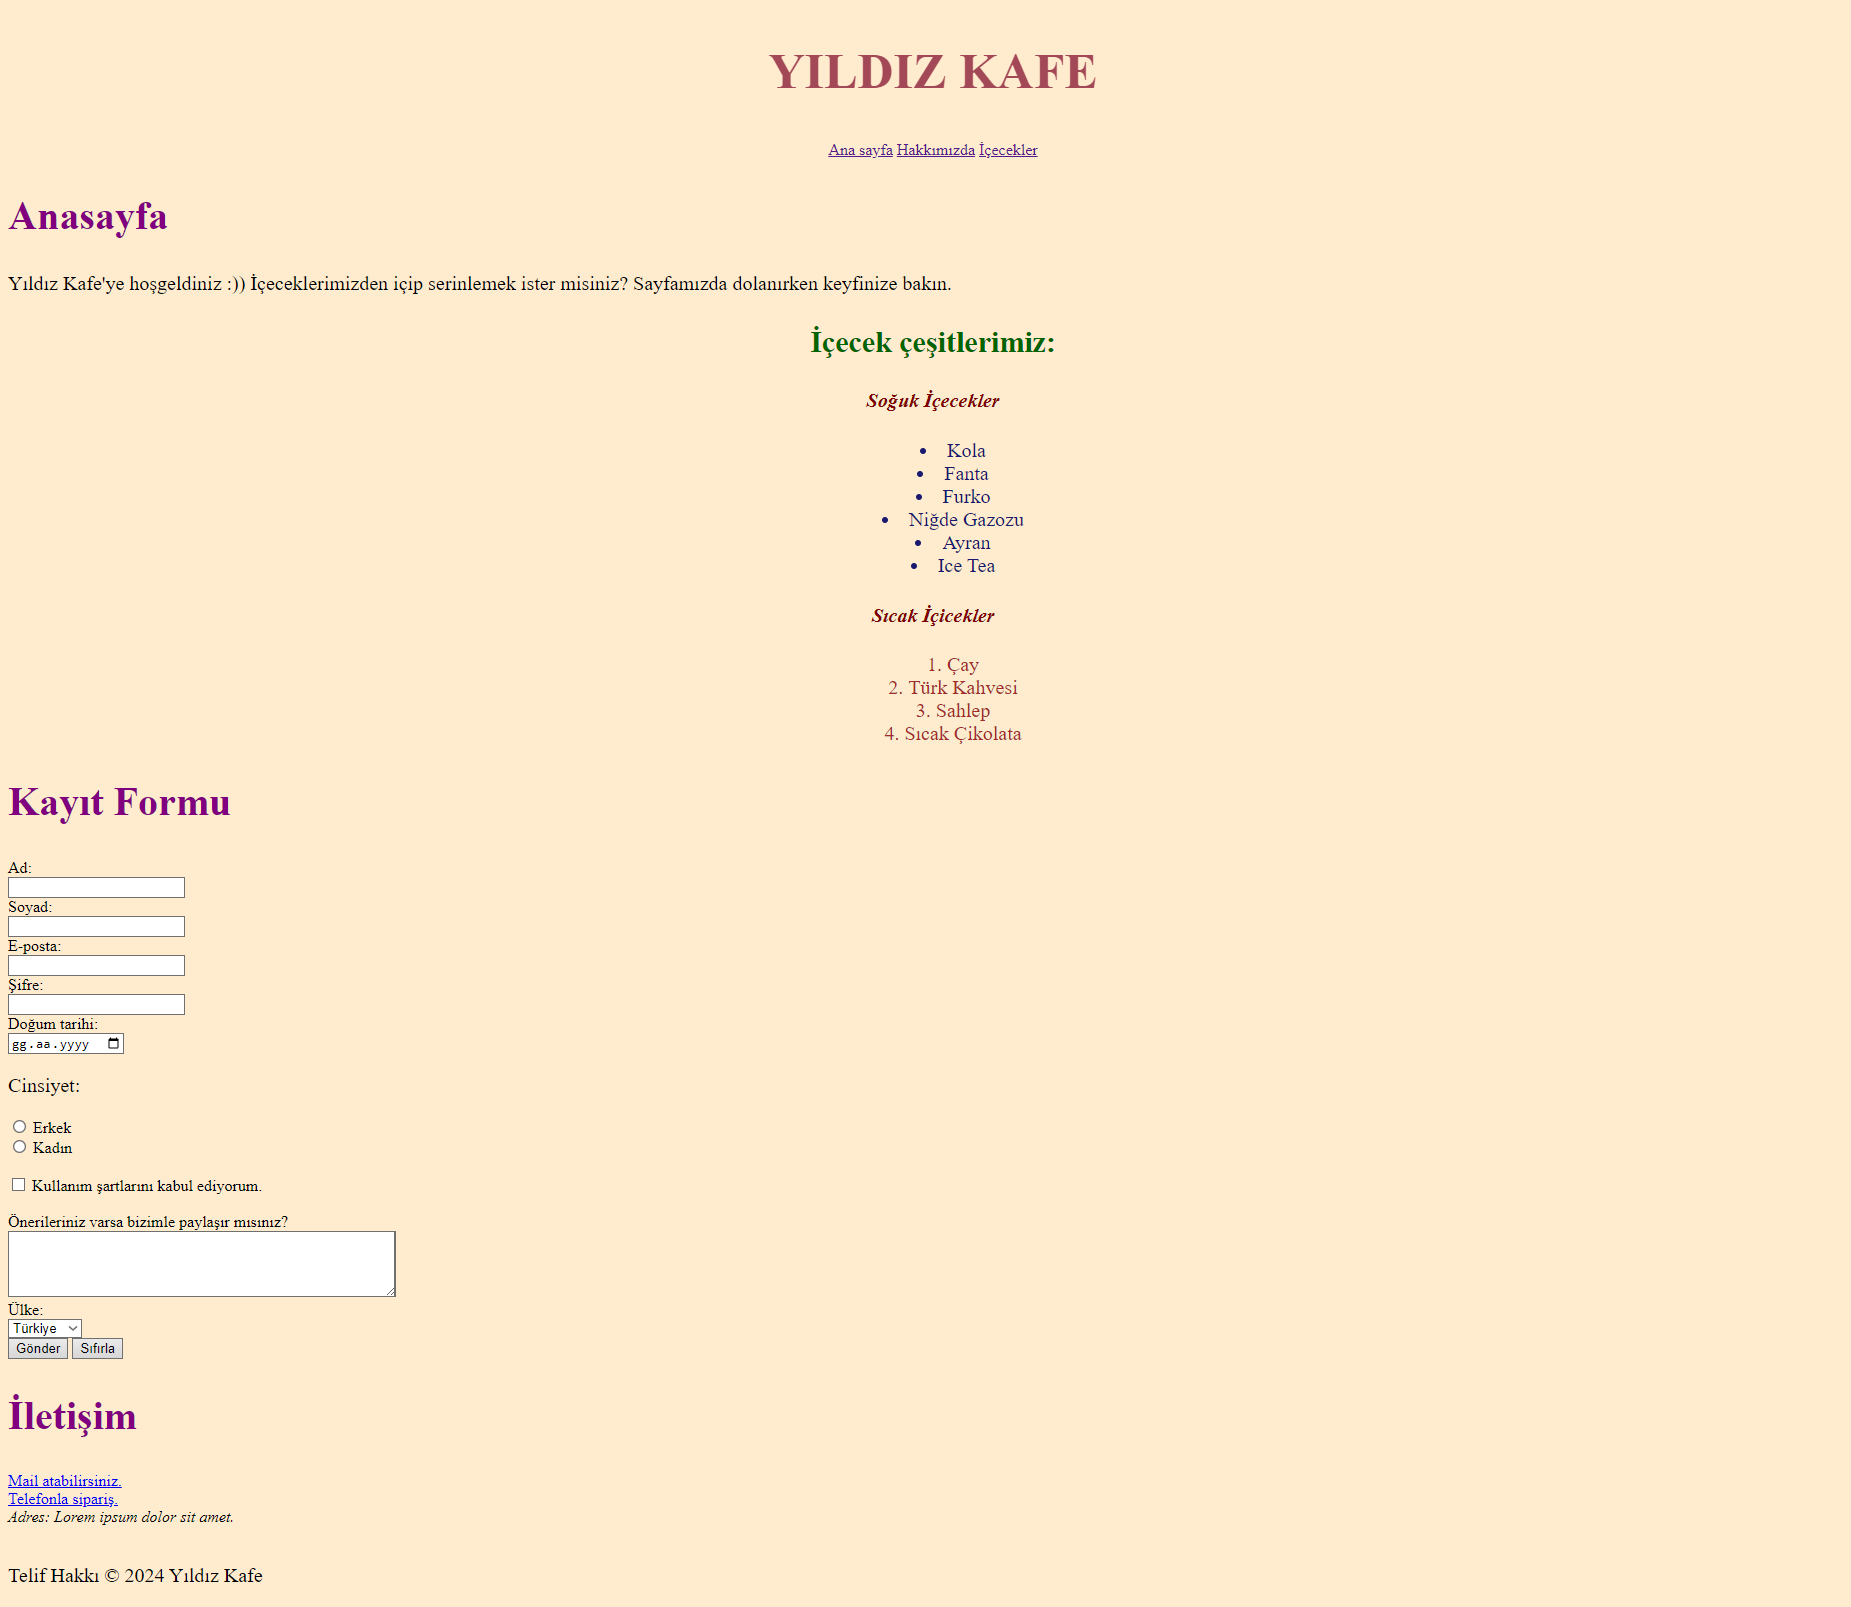 YILDIZ KAFE
Ana sayfa Hakkımızda İçecekler
Anasayfa
Yıldız Kafe'ye hoşgeldiniz :)) İçeceklerimizden içip serinlemek ister misiniz? Sayfamızda dolanırken keyfinize bakın.
İçecek çeşitlerimiz:
Soğuk İçecekler
• Kola
• Fanta
• Furko
• Niğde Gazozu
• Ayran
• Ice Tea
Sıcak İçicekler
1. Çay
2. Türk Kahvesi
3. Sahlep
4. Sıcak Çikolata
Kayıt Formu
Ad:
Soyad:
E-posta:
Şifre:
Doğum tarihi:
gg.aa.yyyy
Cinsiyet:
Erkek
Kadın
Kullanım şartlarını kabul ediyorum.
Önerileriniz varsa bizimle paylaşır mısınız?
Ülke:
Türkiye
Gönder Sıfırla
İletişim
Mail atabilirsiniz.
Telefonla sipariş.
Adres: Lorem ipsum dolor sit amet.
Telif Hakkı © 2024 Yıldız Kafe